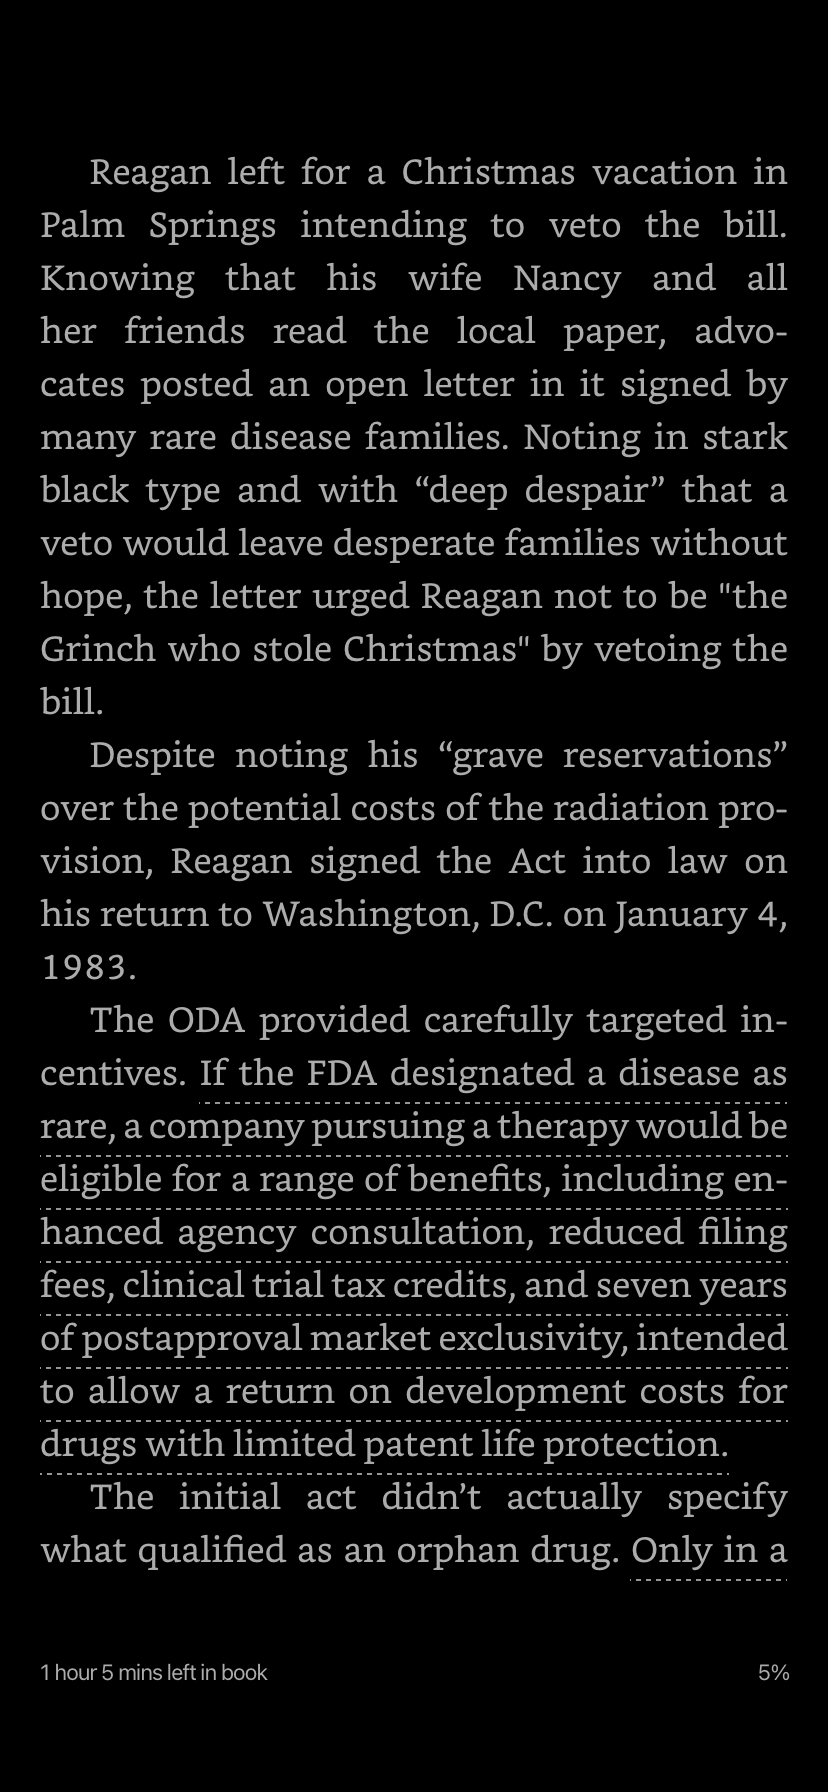 Reagan left for a Christmas vacation in
Palm Springs intending to veto the bill.
Knowing that his wife Nancy and all
her friends read the local paper, advo-
cates posted an open letter in it signed by
many rare disease families. Noting in stark
black type and with “deep despair” that a
veto would leave desperate families without
hope, the letter urged Reagan not to be "the
Grinch who stole Christmas" by vetoing the
bill.
Despite noting his “grave reservations”
over the potential costs of the radiation pro-
vision, Reagan signed the Act into law on
his return to Washington, D.C. on January 4,
1983.
The ODA provided carefully targeted in-
centives. If the FDA designated a disease as
rare, a company pursuing a therapy would be
eligible for a range of benefits, including en-
hanced agency consultation, reduced filing
fees, clinical trial tax credits, and seven years
of postapproval market exclusivity, intended
to allow a return on development costs for
drugs with limited patent life protection.
The initial act didn’t actually specify
what qualified as an orphan drug. Only in a
1 hour 5 mins left in book 5%